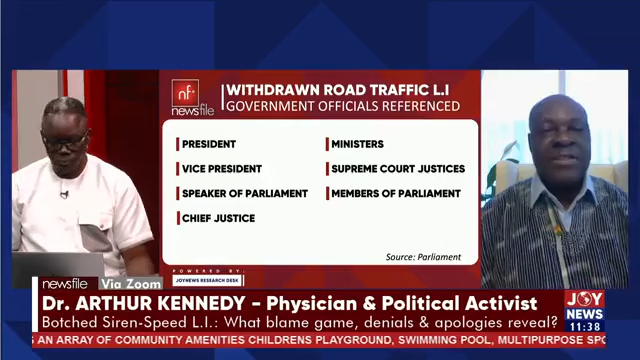 nf
newsfile
WITHDRAWN ROAD TRAFFIC L.I
GOVERNMENT OFFICIALS REFERENCED
PRESIDENT
VICE PRESIDENT
SPEAKER OF PARLIAMENT
CHIEF JUSTICE
MINISTERS
SUPREME COURT JUSTICES
MEMBERS OF PARLIAMENT
Source: Parliament
POWERED BY:
JOYNEWS RESEARCH DESK
newsfile Via Zoom
Dr. ARTHUR KENNEDY - Physician & Political Activist
Botched Siren-Speed L.I.: What blame game, denials & apologies reveal?
JOY
NEWS
11:38
S AN ARRAY OF COMMUNITY AMENITIES CHILDRENS PLAYGROUND, SWIMMING POOL, MULTIPURPOSE SPO